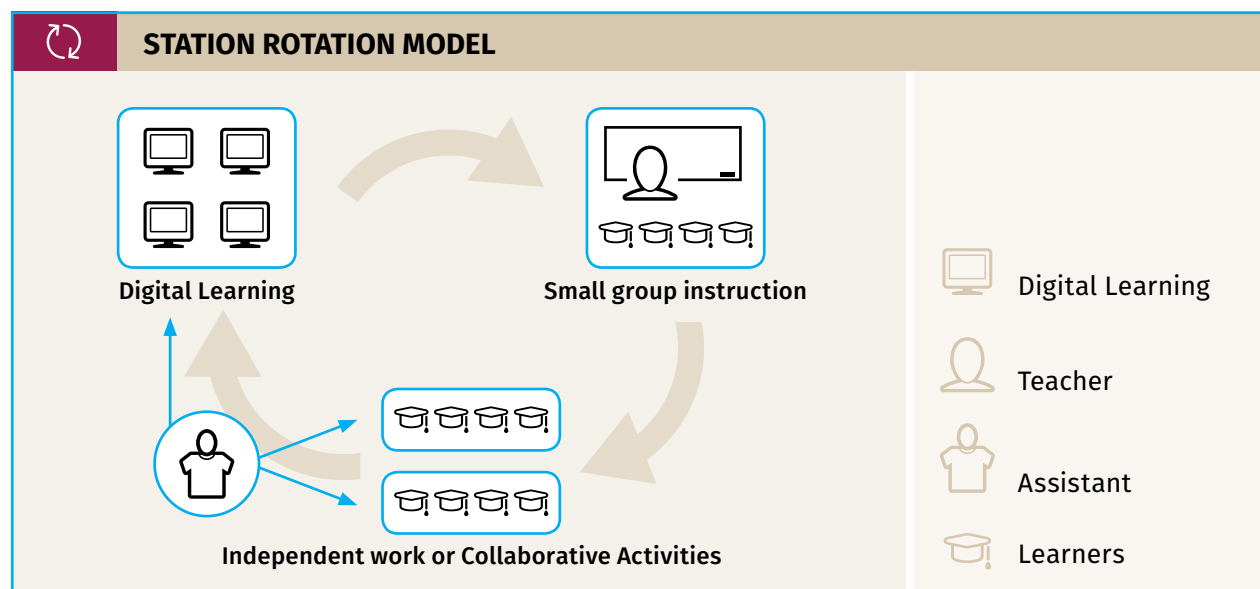 STATION ROTATION MODEL
Digital Learning
Small group instruction
Independent work or Collaborative Activities
Digital Learning
Teacher
Assistant
Learners